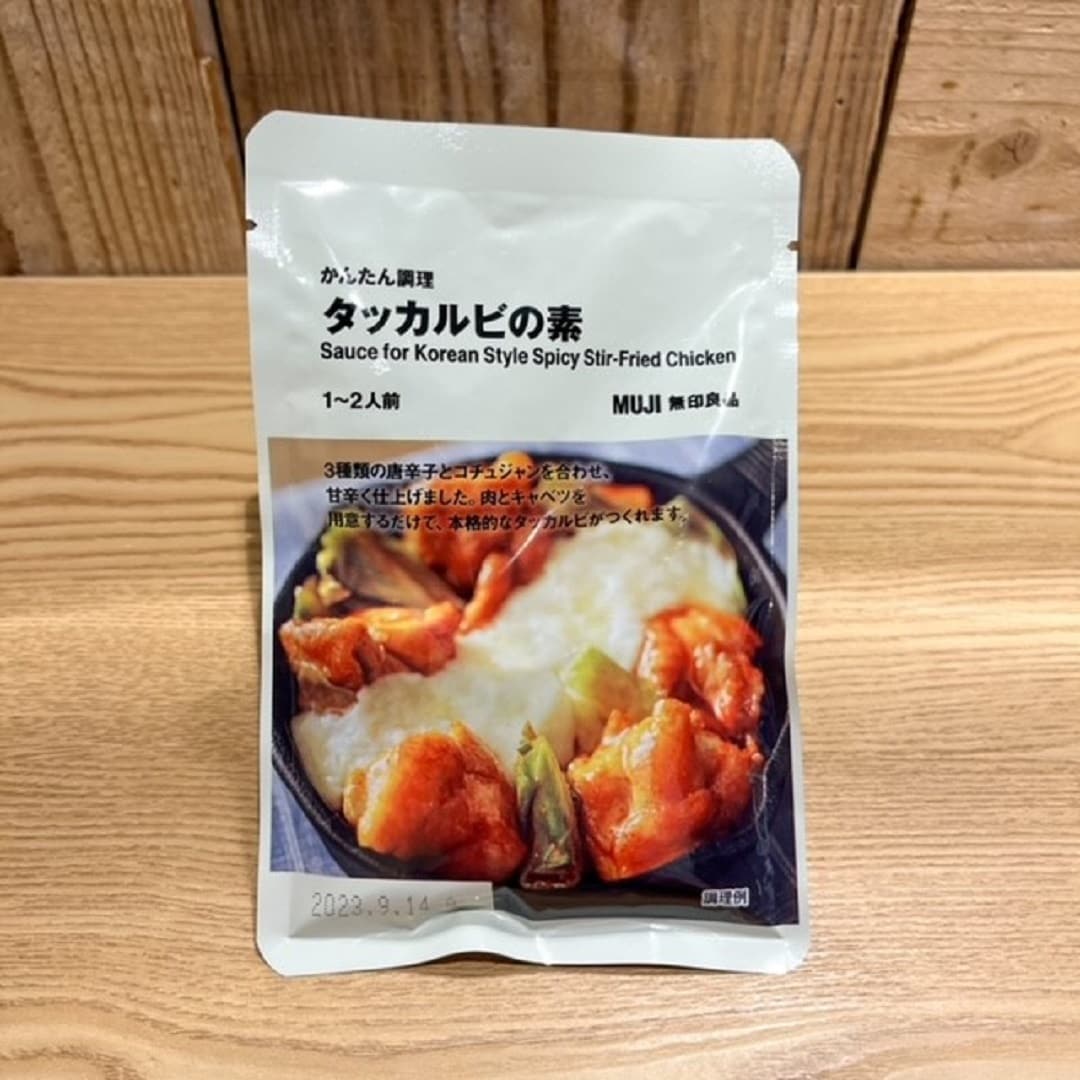 かんたん調理
タッカルビの素
Sauce for Korean Style Spicy Stir-Fried Chicken
1〜2人前
MUJI 無印良品
3種類の唐辛子とコチュジャンを合わせ、
甘辛く仕上げました。肉とキャベツを
用意するだけで、本格的なタッカルビがつくれます。
調理例
2023.9.14